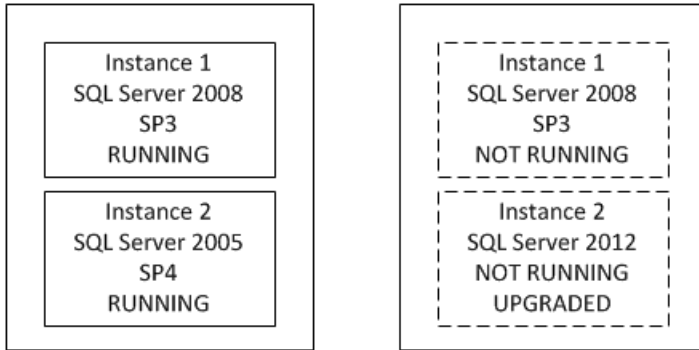 Instance 1
SQL Server 2008
SP3
RUNNING
Instance 2
SQL Server 2005
SP4
RUNNING
Instance 1
SQL Server 2008
SP3
NOT RUNNING
Instance 2
SQL Server 2012
NOT RUNNING
UPGRADED